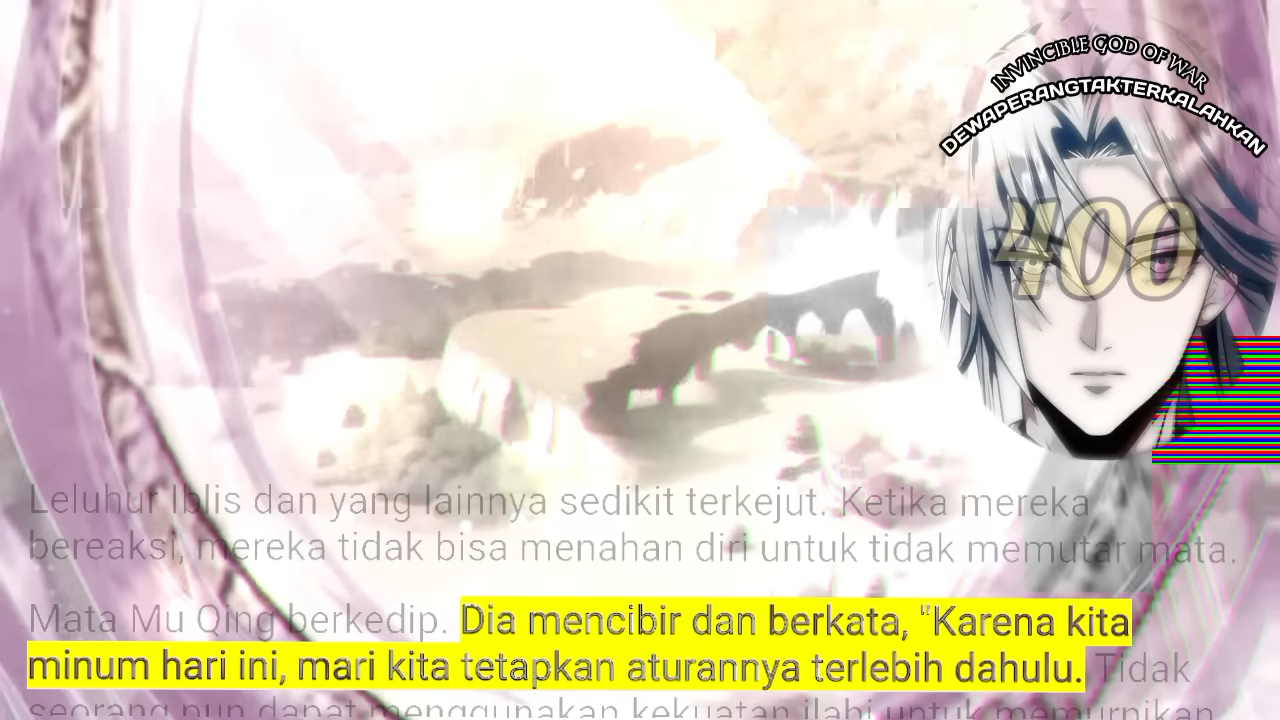 INVINCIBLE GOD OF WAR
DEWAPERANGTAKTERKALAHKAN
400
Leluhur Iblis dan yang lainnya sedikit terkejut. Ketika mereka
bereaksi, mereka tidak bisa menahan diri untuk tidak memutar mata.
Mata Mu Qing berkedip. Dia mencibir dan berkata, "Karena kita
minum hari ini, mari kita tetapkan aturannya terlebih dahulu. Tidak
seorang pun dapat menggunakan kekuatan ilahi untuk memurnikan